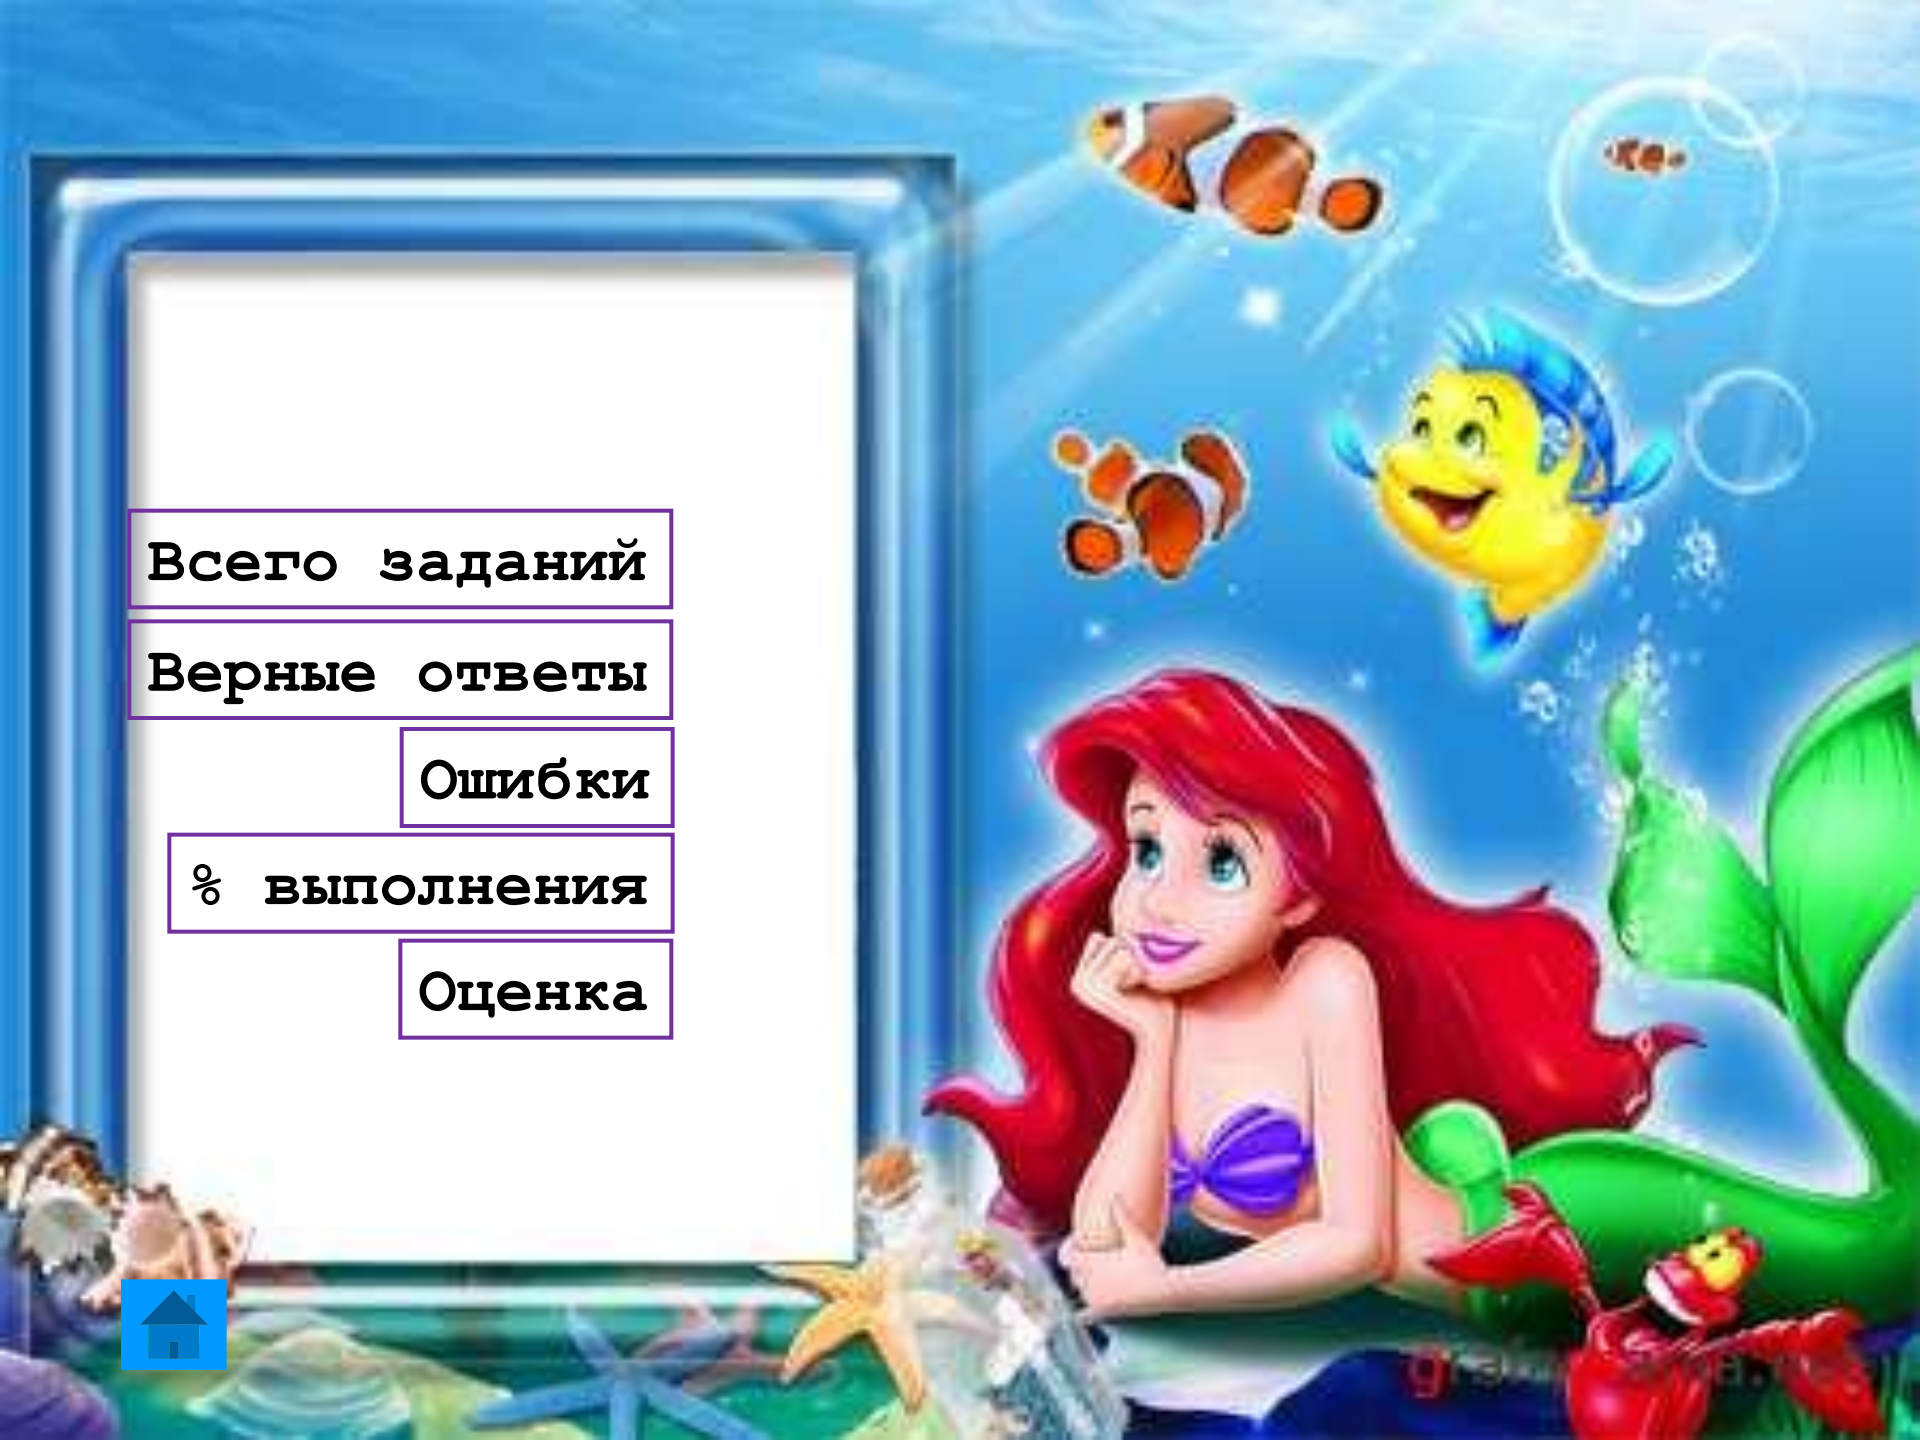 Всего заданий
Верные ответы
Ошибки
% выполнения
Оценка